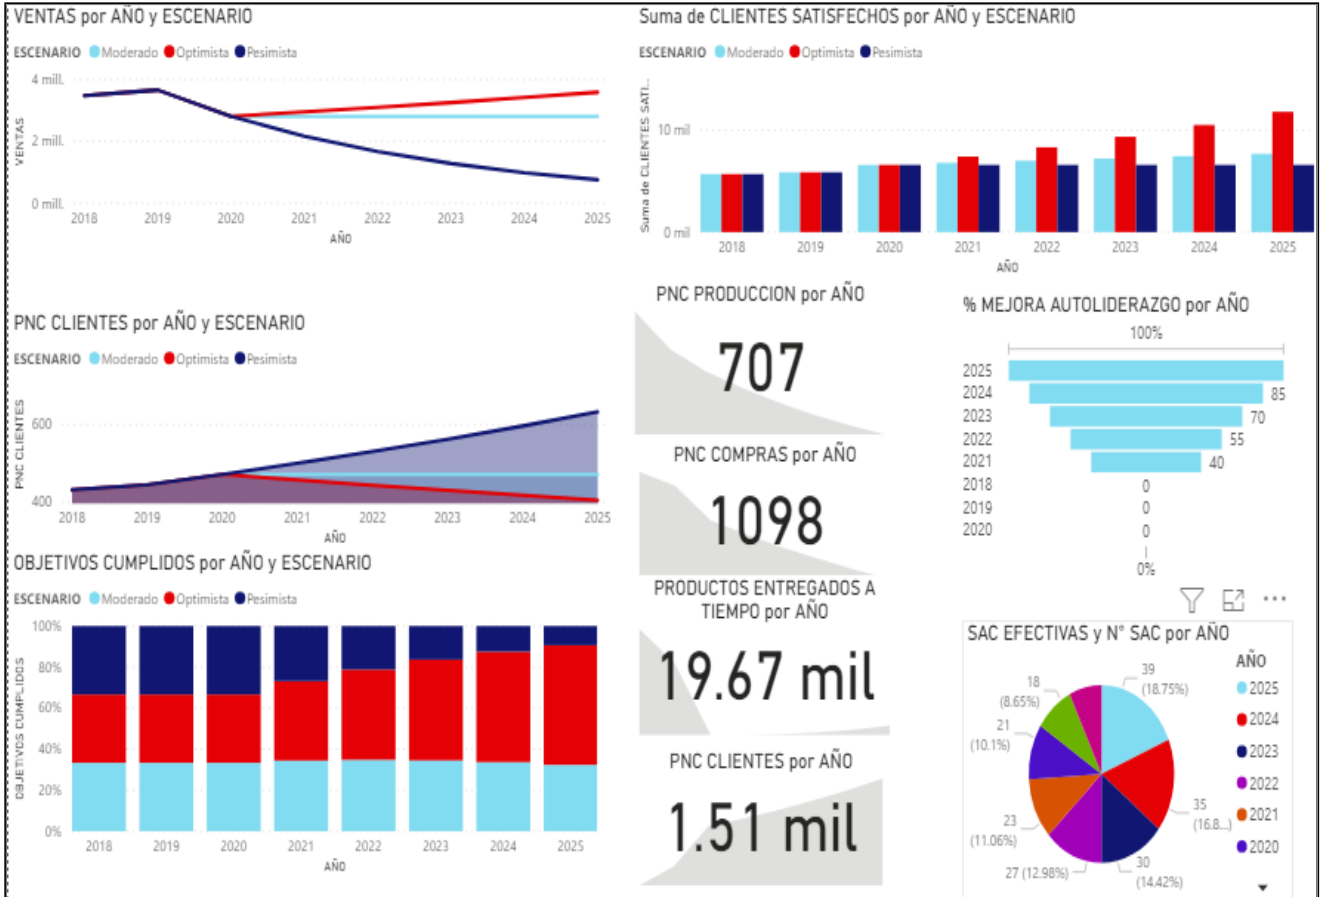 VENTAS por AÑO y ESCENARIO
ESCENARIO Moderado Optimista Pesimista
VENTAS
4 mill.
2 mill.
0 mill.
2018 2019 2020 2021 2022 2023 2024 2025
AÑO
Suma de CLIENTES SATISFECHOS por AÑO y ESCENARIO
ESCENARIO Moderado Optimista Pesimista
Suma de CLIENTES SATI...
10 mil
0 mil
2018 2019 2020 2021 2022 2023 2024 2025
AÑO
PNC CLIENTES por AÑO y ESCENARIO
ESCENARIO Moderado Optimista Pesimista
PNC CLIENTES
600
400
2018 2019 2020 2021 2022 2023 2024 2025
AÑO
PNC PRODUCCION por AÑO
707
PNC COMPRAS por AÑO
1098
PRODUCTOS ENTREGADOS A
TIEMPO por AÑO
19.67 mil
PNC CLIENTES por AÑO
1.51 mil
% MEJORA AUTOLIDERAZGO por AÑO
100%
2025
2024 85
2023 70
2022 55
2021 40
2018 0
2019 0
2020 0
0%
OBJETIVOS CUMPLIDOS por AÑO y ESCENARIO
ESCENARIO Moderado Optimista Pesimista
OBJETIVOS CUMPLIDOS
100%
80%
60%
40%
20%
0%
2018 2019 2020 2021 2022 2023 2024 2025
AÑO
SAC EFECTIVAS y N° SAC por AÑO
39
(18.75%)
35
(16.8...)
30
(14.42%)
27 (12.98%)
23
(11.06%)
21
(10.1%)
18
(8.65%)
AÑO
2025
2024
2023
2022
2021
2020